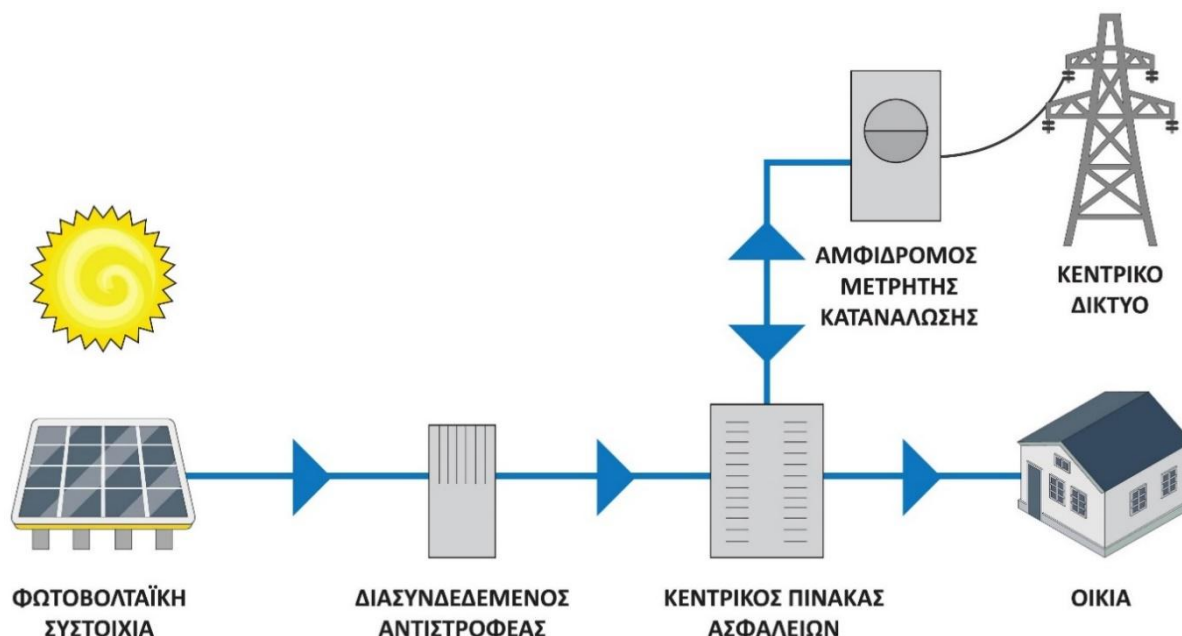 ΑΜΦΙΔΡΟΜΟΣ
ΜΕΤΡΗΤΗΣ
ΚΑΤΑΝΑΛΩΣΗΣ
ΚΕΝΤΡΙΚΟ
ΔΙΚΤΥΟ
ΦΩΤΟΒΟΛΤΑΪΚΗ
ΣΥΣΤΟΙΧΙΑ
ΔΙΑΣΥΝΔΕΔΕΜΕΝΟΣ
ΑΝΤΙΣΤΡΟΦΕΑΣ
ΚΕΝΤΡΙΚΟΣ ΠΙΝΑΚΑΣ
ΑΣΦΑΛΕΙΩΝ
ΟΙΚΙΑ